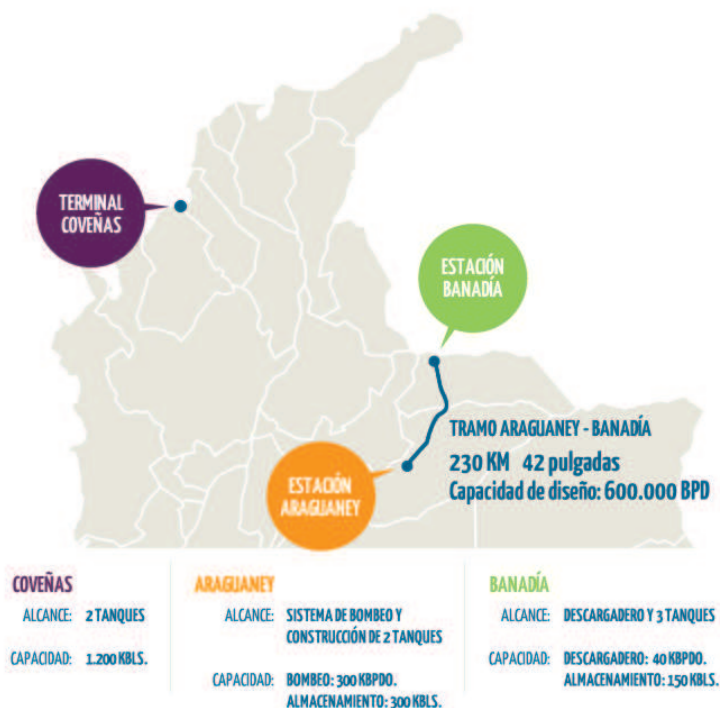 TERMINAL
COVEÑAS
ESTACIÓN
BANADÍA
TRAMO ARAGUANEY - BANADÍA
230 KM 42 pulgadas
Capacidad de diseño: 600.000 BPD
ESTACIÓN
ARAGUANEY
COVEÑAS
ALCANCE: 2 TANQUES
CAPACIDAD: 1.200 KBLS.
ARAGUANEY
ALCANCE: SISTEMA DE BOMBEO Y
CONSTRUCCIÓN DE 2 TANQUES
CAPACIDAD: BOMBEO: 300 KBPDO.
ALMACENAMIENTO: 300 KBLS.
BANADÍA
ALCANCE: DESCARGADERO Y 3 TANQUES
CAPACIDAD: DESCARGADERO: 40 KBPDO.
ALMACENAMIENTO: 150 KBLS.